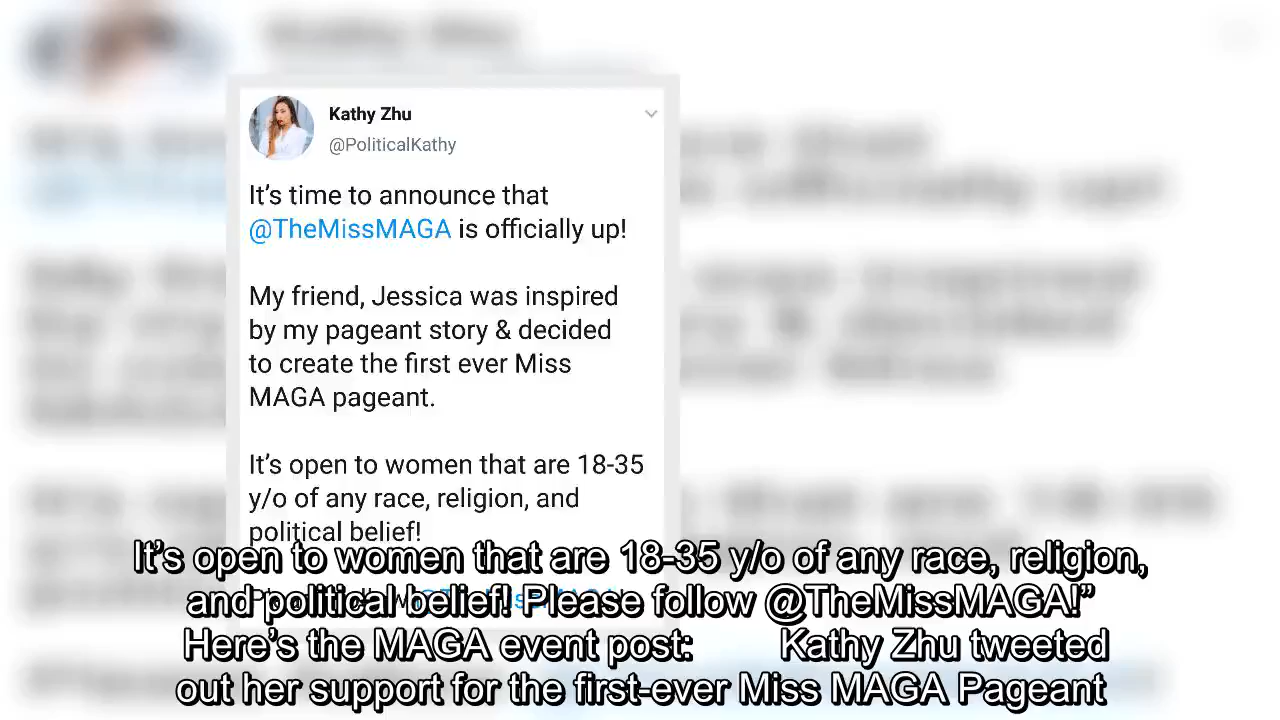 Kathy Zhu
@PoliticalKathy
It’s time to announce that
@TheMissMAGA is officially up!
My friend, Jessica was inspired
by my pageant story & decided
to create the first ever Miss
MAGA pageant.
It’s open to women that are 18-35
y/o of any race, religion, and
political belief!
It’s open to women that are 18-35 y/o of any race, religion,
and political belief! Please follow @TheMissMAGA!”
Here’s the MAGA event post: Kathy Zhu tweeted
out her support for the first-ever Miss MAGA Pageant